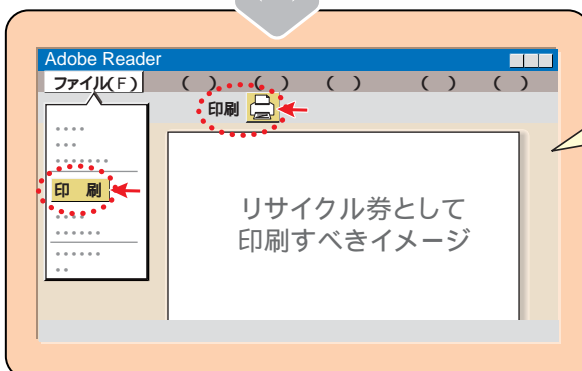 Adobe Reader
ファイル(F) ( ) ( ) ( ) ( ) ( )
印刷
印 刷
リサイクル券として
印刷すべきイメージ